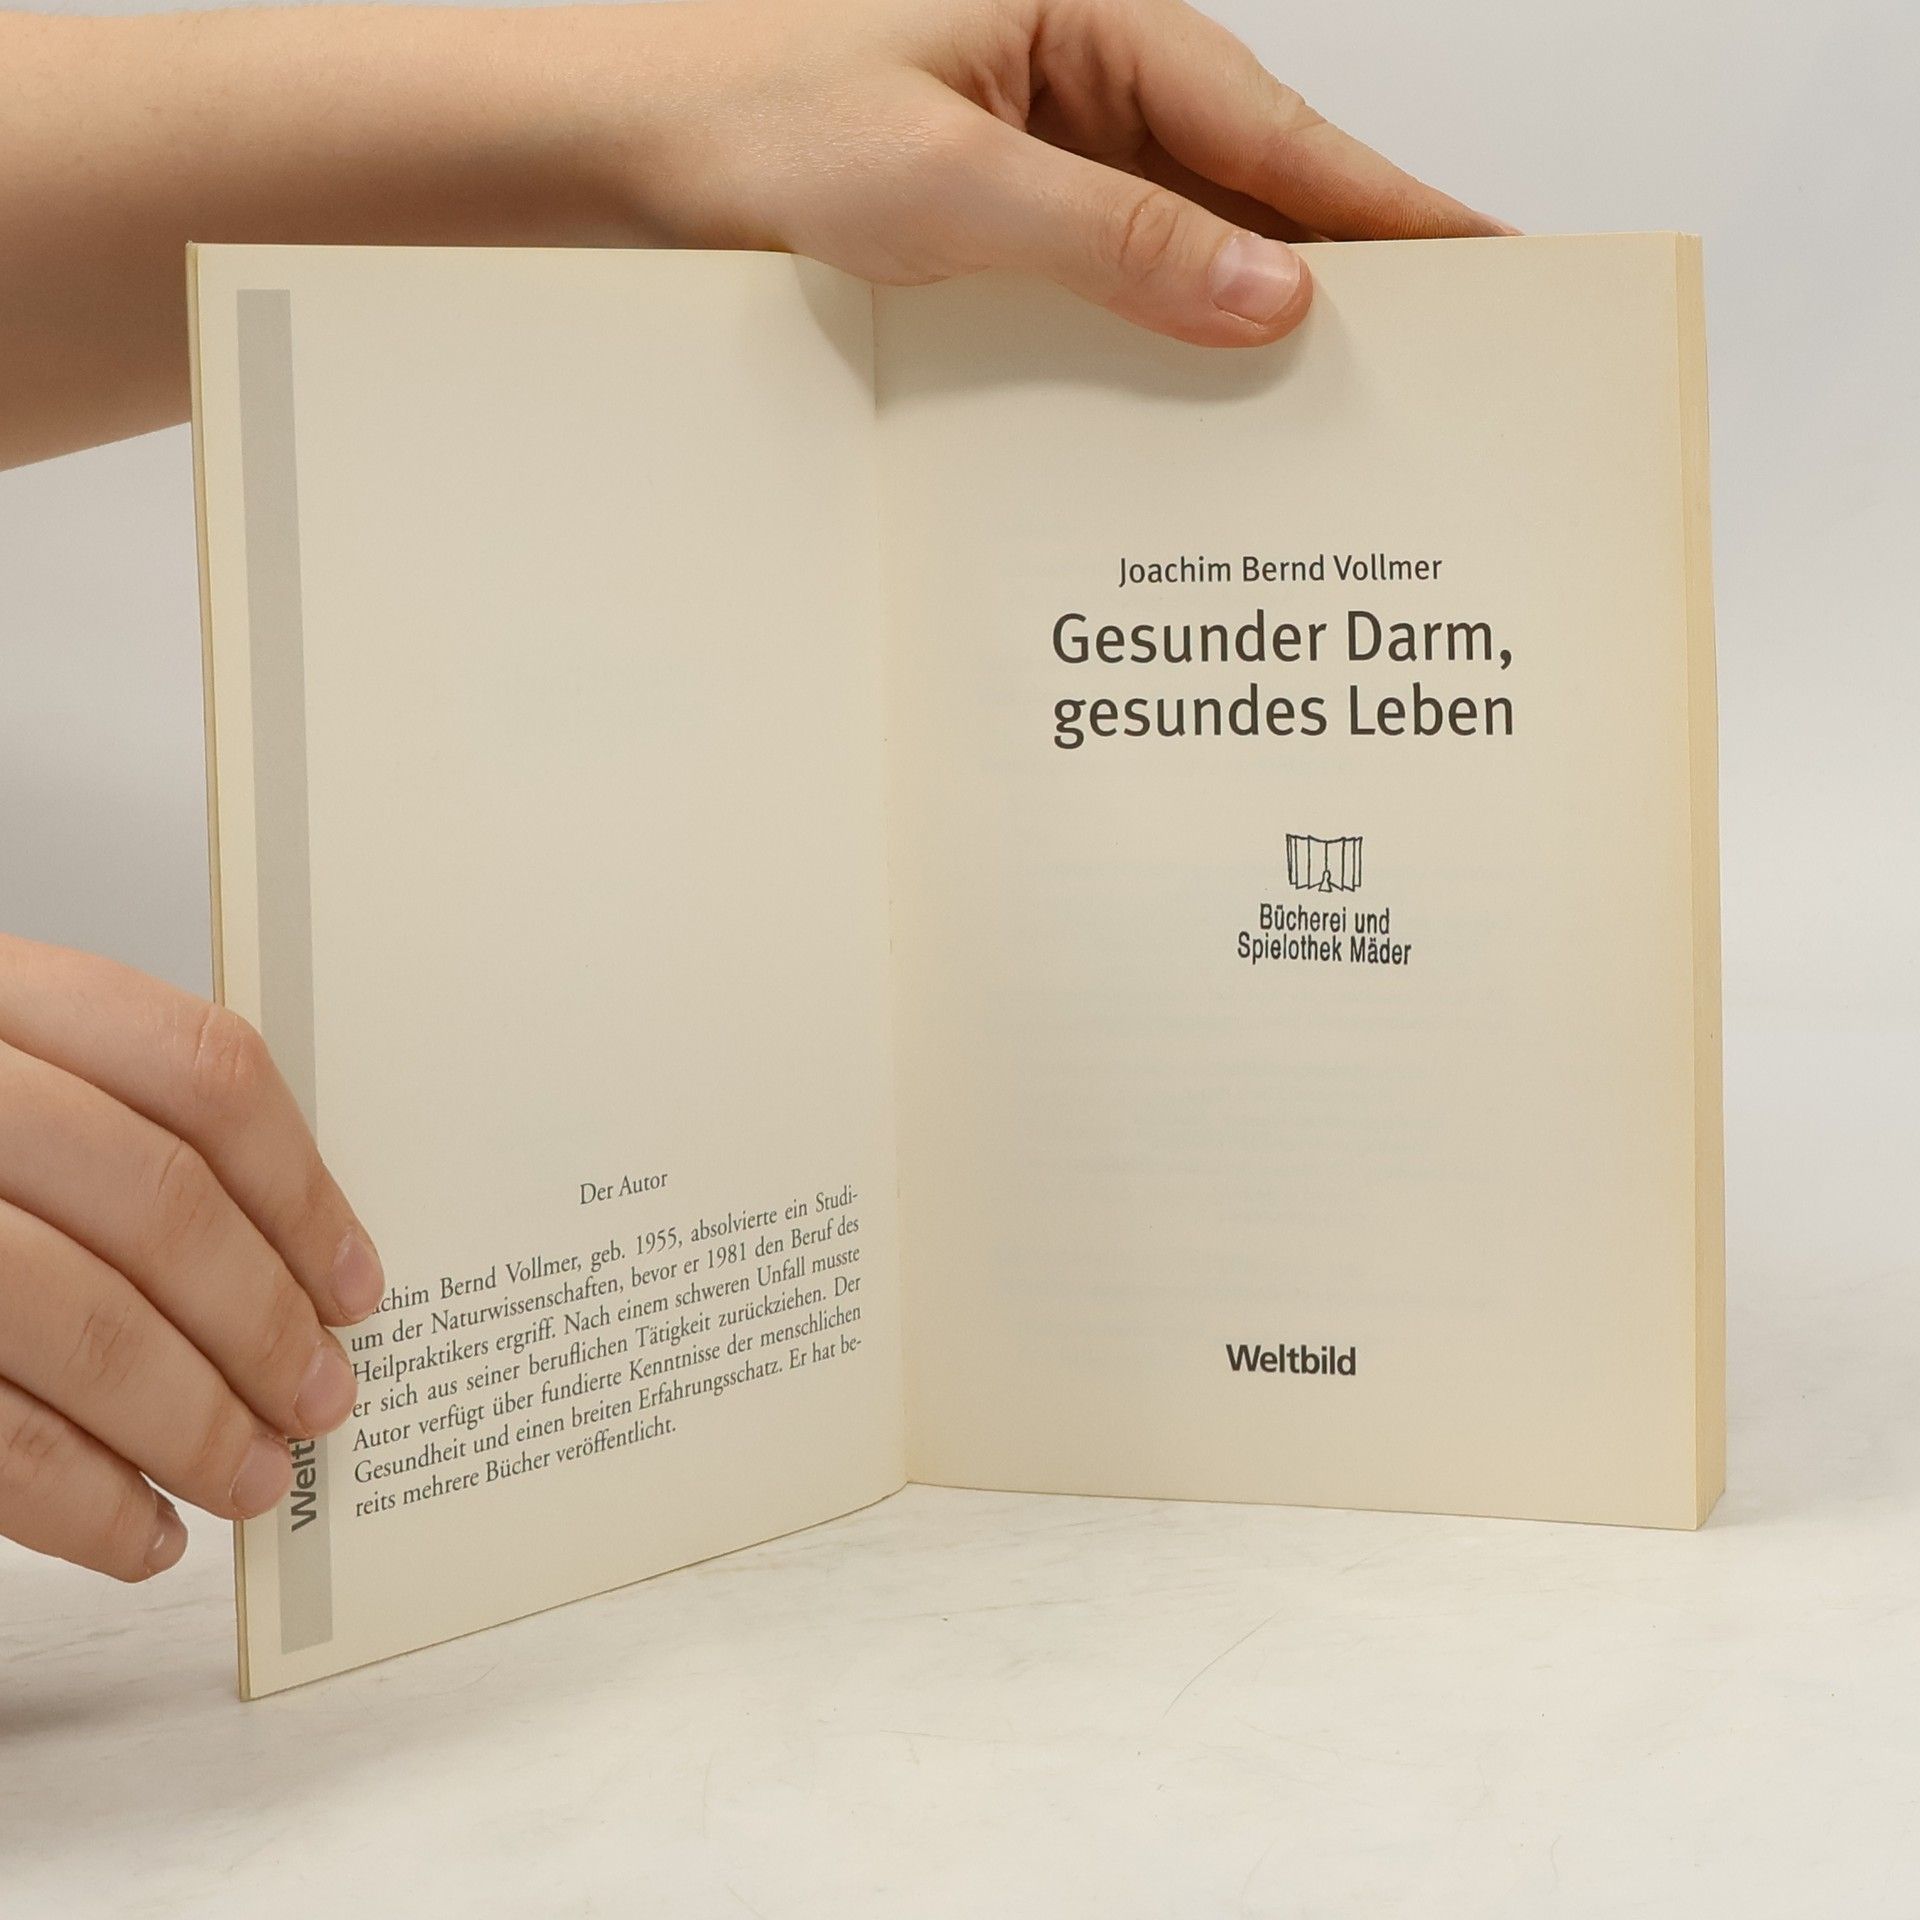 Der Autor
achim Bernd Vollmer, geb. 1955, absolvierte ein Studi-
um der Naturwissenschaften, bevor er 1981 den Beruf des
Heilpraktikers ergriff. Nach einem schweren Unfall musste
er sich aus seiner beruflichen Tätigkeit zurückziehen. Der
Autor verfügt über fundierte Kenntnisse der menschlichen
Gesundheit und einen breiten Erfahrungsschatz. Er hat be-
reits mehrere Bücher veröffentlicht.
Joachim Bernd Vollmer
Gesunder Darm,
gesundes Leben
Bücherei und
Spielothek Mäder
Weltbild